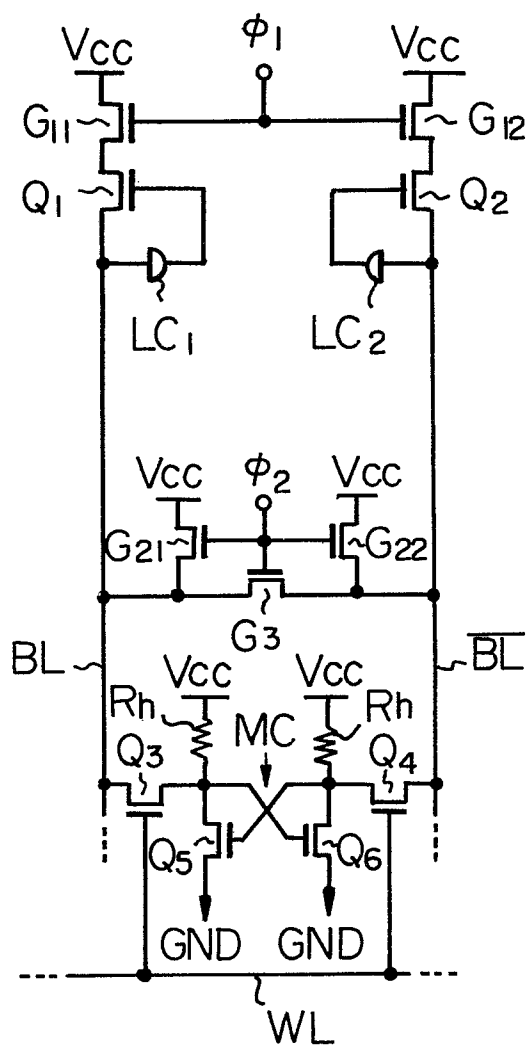 φ1
Vcc Vcc
G11 G12
Q1 Q2
LC1 LC2
φ2
Vcc Vcc
G21 G22
G3
BL B̅L̅
Vcc Vcc
Rh MC Rh
Q3 Q4
Q5 Q6
GND GND
WL